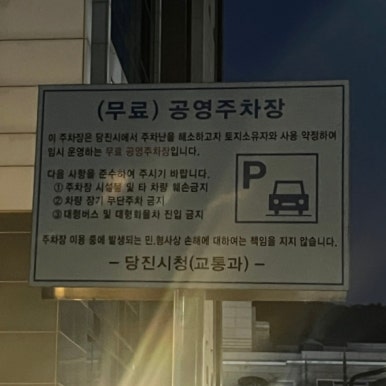 (무료) 공영주차장
이 주차장은 당진시에서 주차난을 해소하고자 토지소유자와 사용 약정하여
임시 운영하는 무료 공영주차장입니다.
다음 사항을 준수하여 주시기 바랍니다.
① 주차장 시설물 및 타 차량 훼손금지
② 차량 장기 무단주차 금지
③ 대형버스 및 대형화물차 진입 금지
P
주차장 이용 중에 발생되는 민.형사상 손해에 대하여는 책임을 지지 않습니다.
- 당진시청(교통과) -